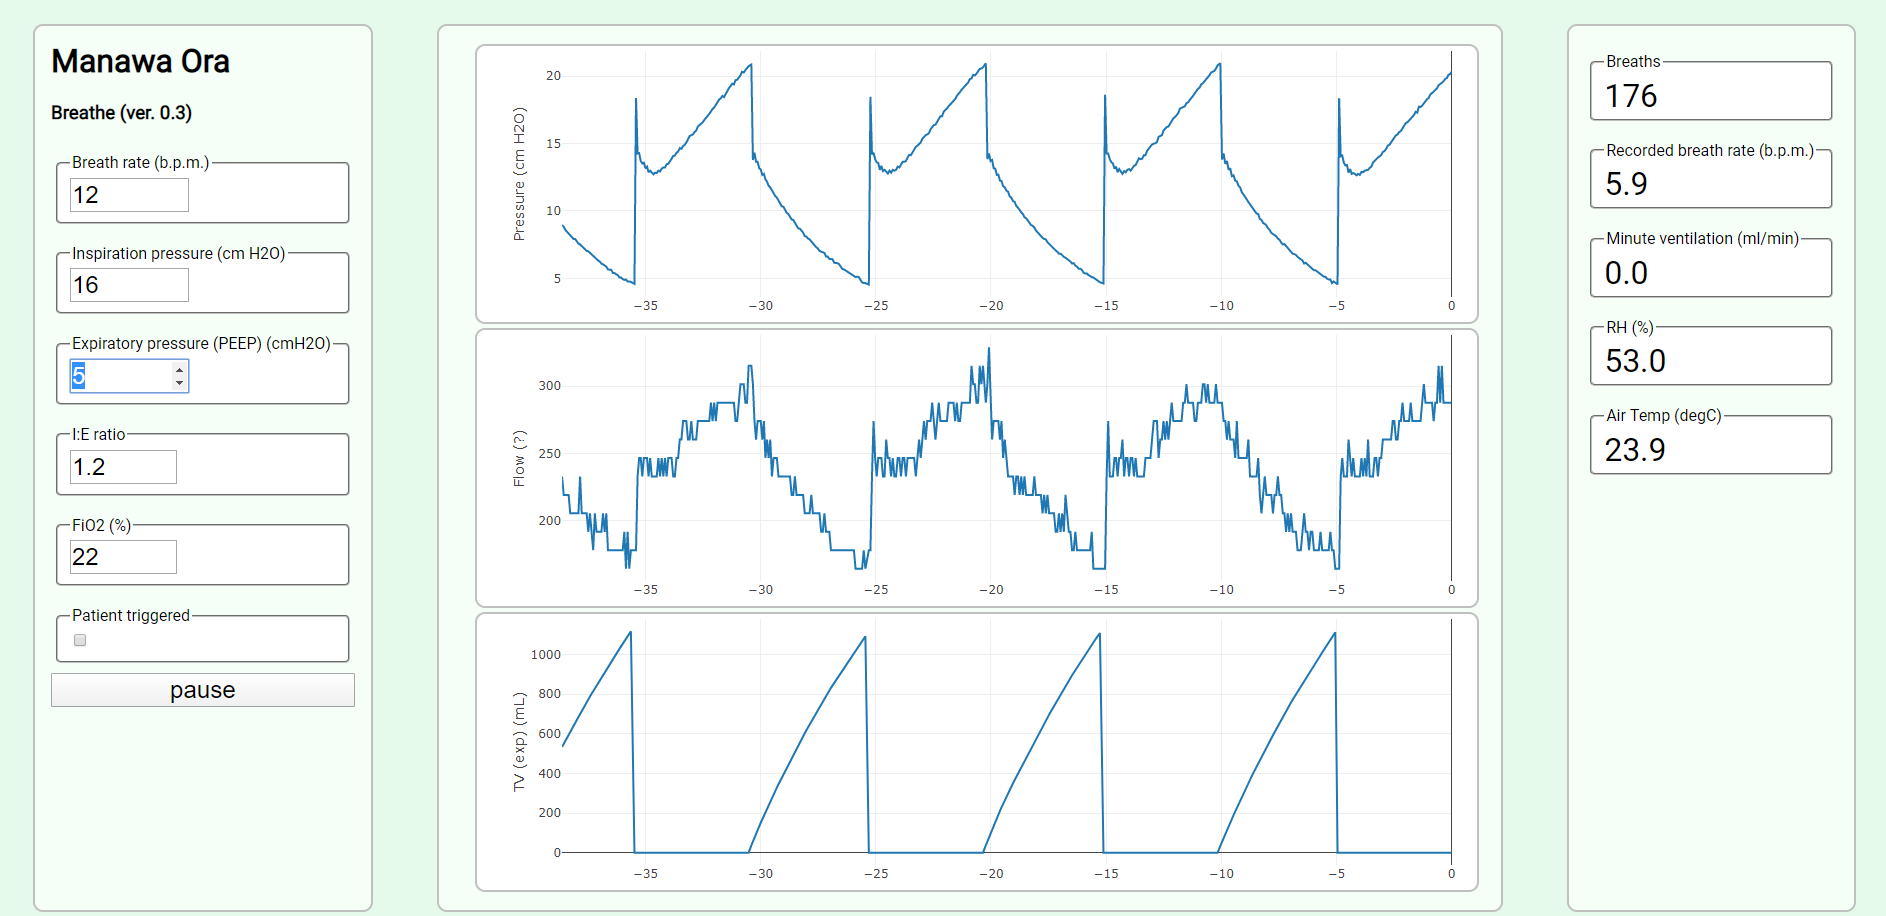 Manawa Ora
Breathe (ver. 0.3)
Breath rate (b.p.m.)
12
Inspiration pressure (cm H2O)
16
Expiratory pressure (PEEP) (cmH2O)
5
I:E ratio
1.2
FiO2 (%)
22
Patient triggered
pause
Pressure (cm H2O)
20
15
10
5
−35 −30 −25 −20 −15 −10 −5 0
Flow (?)
300
250
200
−35 −30 −25 −20 −15 −10 −5 0
TV (exp) (mL)
1000
800
600
400
200
0
−35 −30 −25 −20 −15 −10 −5 0
Breaths
176
Recorded breath rate (b.p.m.)
5.9
Minute ventilation (ml/min)
0.0
RH (%)
53.0
Air Temp (degC)
23.9